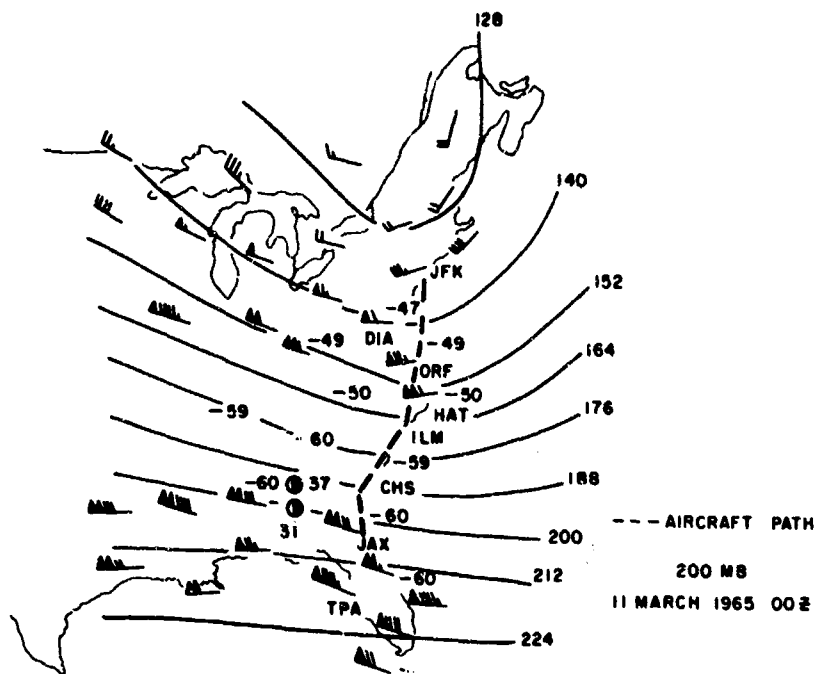 128
140
JFK
-47
152
DIA
-49
-49
ORF
164
-50
-50
HAT
176
-59
60
ILM
-59
-60
37
CHS
188
-60
31
200
--- AIRCRAFT PATH
JAX
-60
212
200 MB
TPA
11 MARCH 1965 00Z
224